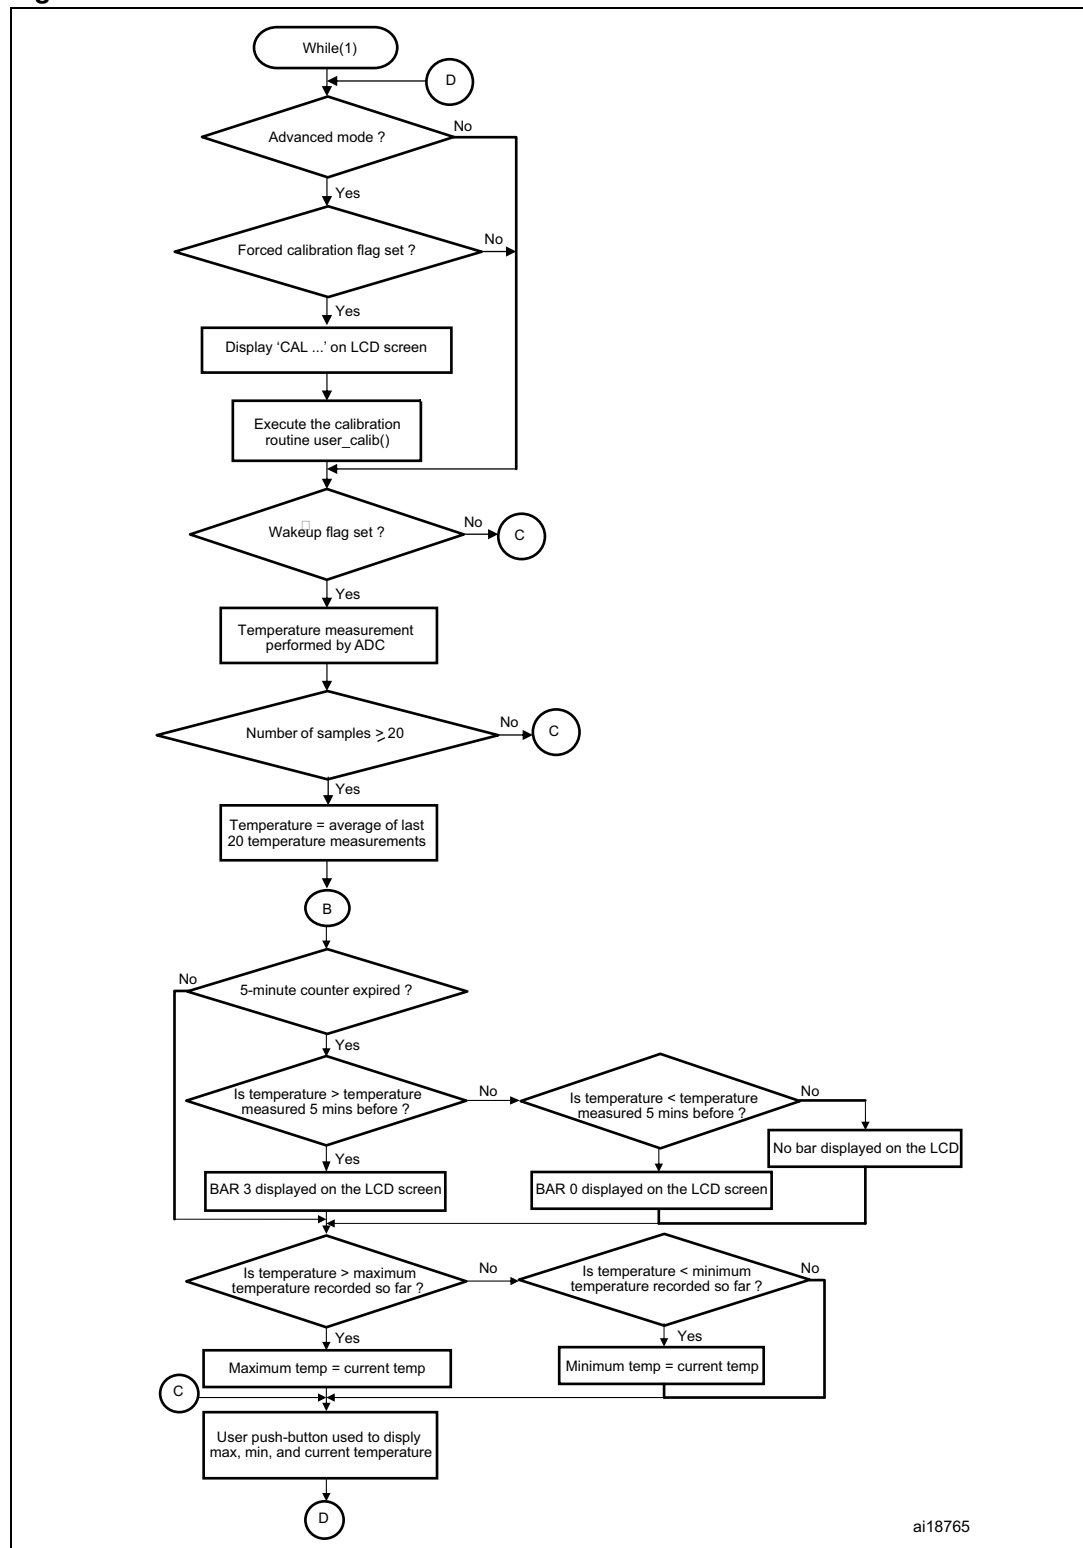 While(1)
D
Advanced mode ?
No
Yes
Forced calibration flag set ?
No
Yes
Display ‘CAL ...’ on LCD screen
Execute the calibration
routine user_calib()
Wakeup flag set ?
No
C
Yes
Temperature measurement
performed by ADC
Number of samples ≥ 20
No
C
Yes
Temperature = average of last
20 temperature measurements
B
No
5-minute counter expired ?
Yes
Is temperature > temperature
measured 5 mins before ?
No
Is temperature < temperature
measured 5 mins before ?
No
No bar displayed on the LCD
Yes
BAR 3 displayed on the LCD screen
BAR 0 displayed on the LCD screen
Is temperature > maximum
temperature recorded so far ?
No
Is temperature < minimum
temperature recorded so far ?
No
Yes
Yes
Maximum temp = current temp
Minimum temp = current temp
C
User push-button used to disply
max, min, and current temperature
D
ai18765